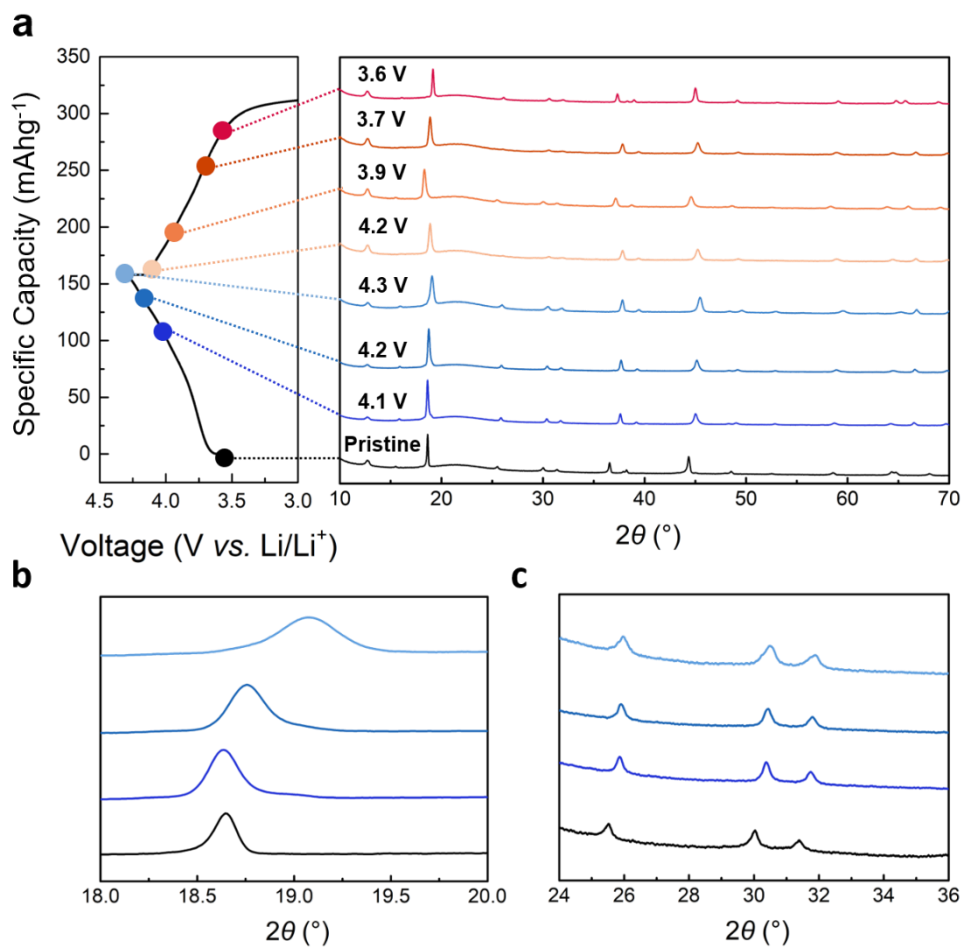 a
Specific Capacity (mAhg⁻¹)
350
300
250
200
150
100
50
0
4.5 4.0 3.5 3.0
Voltage (V vs. Li/Li⁺)
3.6 V
3.7 V
3.9 V
4.2 V
4.3 V
4.2 V
4.1 V
Pristine
10 20 30 40 50 60 70
2θ (°)
b
18.0 18.5 19.0 19.5 20.0
2θ (°)
c
24 26 28 30 32 34 36
2θ (°)